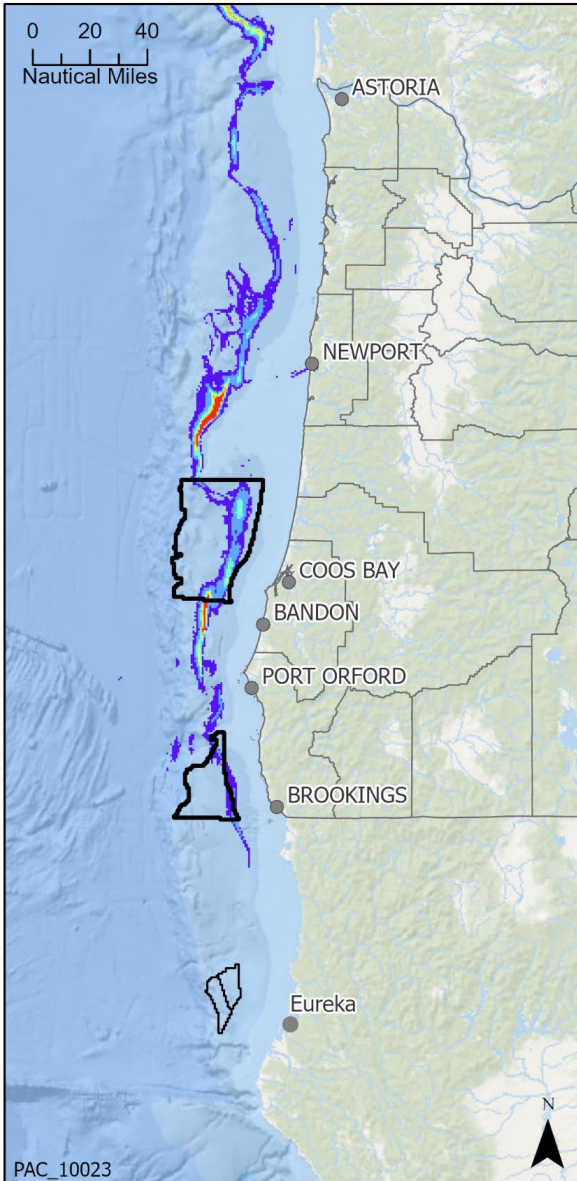 0 20 40
Nautical Miles
ASTORIA
NEWPORT
COOS BAY
BANDON
PORT ORFORD
BROOKINGS
Eureka
N
PAC_10023